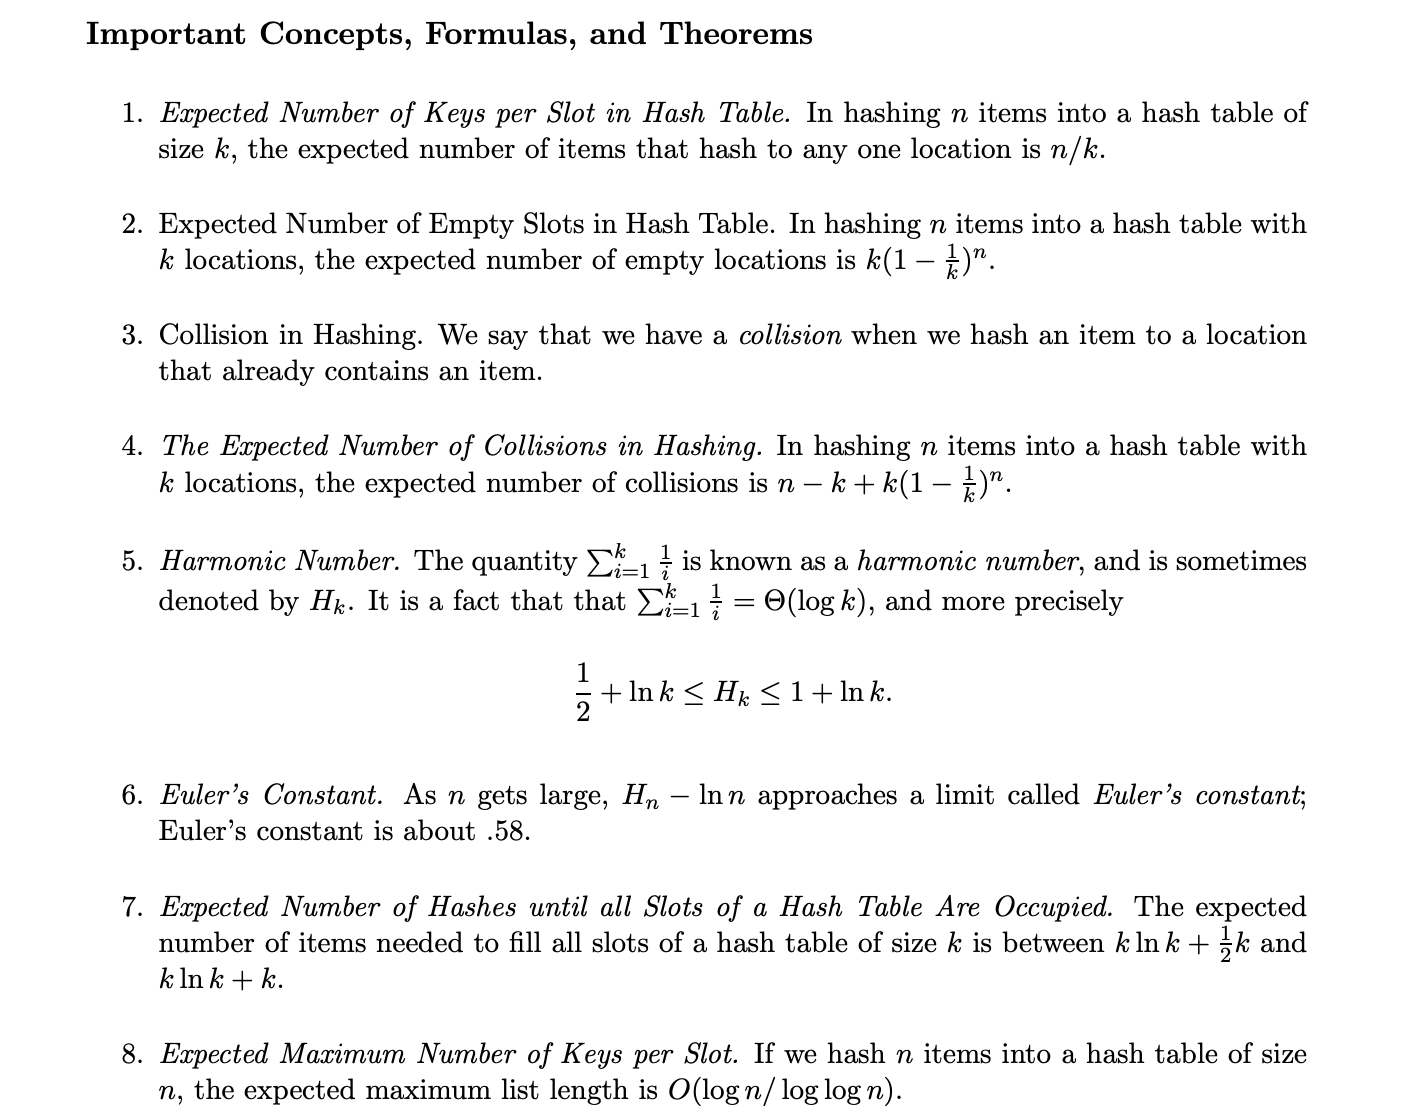 Important Concepts, Formulas, and Theorems
1. Expected Number of Keys per Slot in Hash Table. In hashing n items into a hash table of
size k, the expected number of items that hash to any one location is n/k.
2. Expected Number of Empty Slots in Hash Table. In hashing n items into a hash table with
k locations, the expected number of empty locations is k(1 − 1/k)^n.
3. Collision in Hashing. We say that we have a collision when we hash an item to a location
that already contains an item.
4. The Expected Number of Collisions in Hashing. In hashing n items into a hash table with
k locations, the expected number of collisions is n − k + k(1 − 1/k)^n.
5. Harmonic Number. The quantity ∑_{i=1}^{k} 1/i is known as a harmonic number, and is sometimes
denoted by H_k. It is a fact that that ∑_{i=1}^{k} 1/i = Θ(log k), and more precisely
1/2 + ln k ≤ H_k ≤ 1 + ln k.
6. Euler's Constant. As n gets large, H_n − ln n approaches a limit called Euler's constant;
Euler's constant is about .58.
7. Expected Number of Hashes until all Slots of a Hash Table Are Occupied. The expected
number of items needed to fill all slots of a hash table of size k is between k ln k + 1/2 k and
k ln k + k.
8. Expected Maximum Number of Keys per Slot. If we hash n items into a hash table of size
n, the expected maximum list length is O(log n/ log log n).